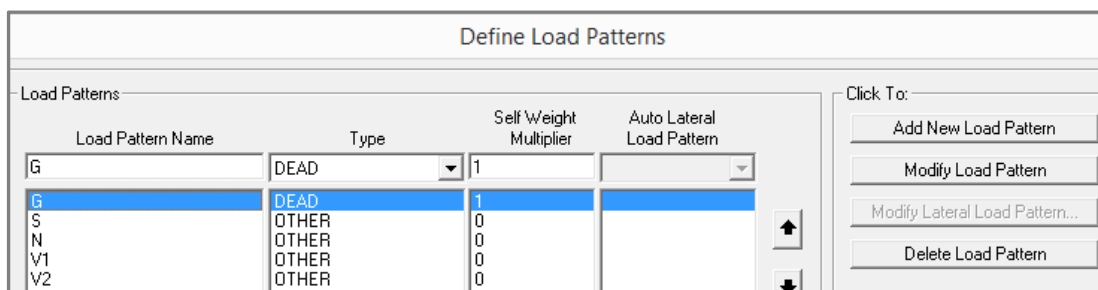 Define Load Patterns
Load Patterns
Click To:
Load Pattern Name Type Self Weight Multiplier Auto Lateral Load Pattern
G DEAD 1
G DEAD 1
S OTHER 0
N OTHER 0
V1 OTHER 0
V2 OTHER 0
Add New Load Pattern
Modify Load Pattern
Modify Lateral Load Pattern...
Delete Load Pattern